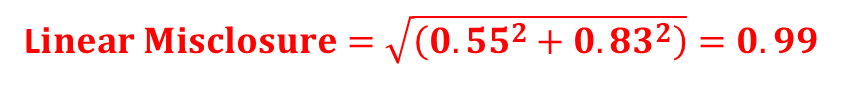 Linear Misclosure = √(0.55² + 0.83²) = 0.99